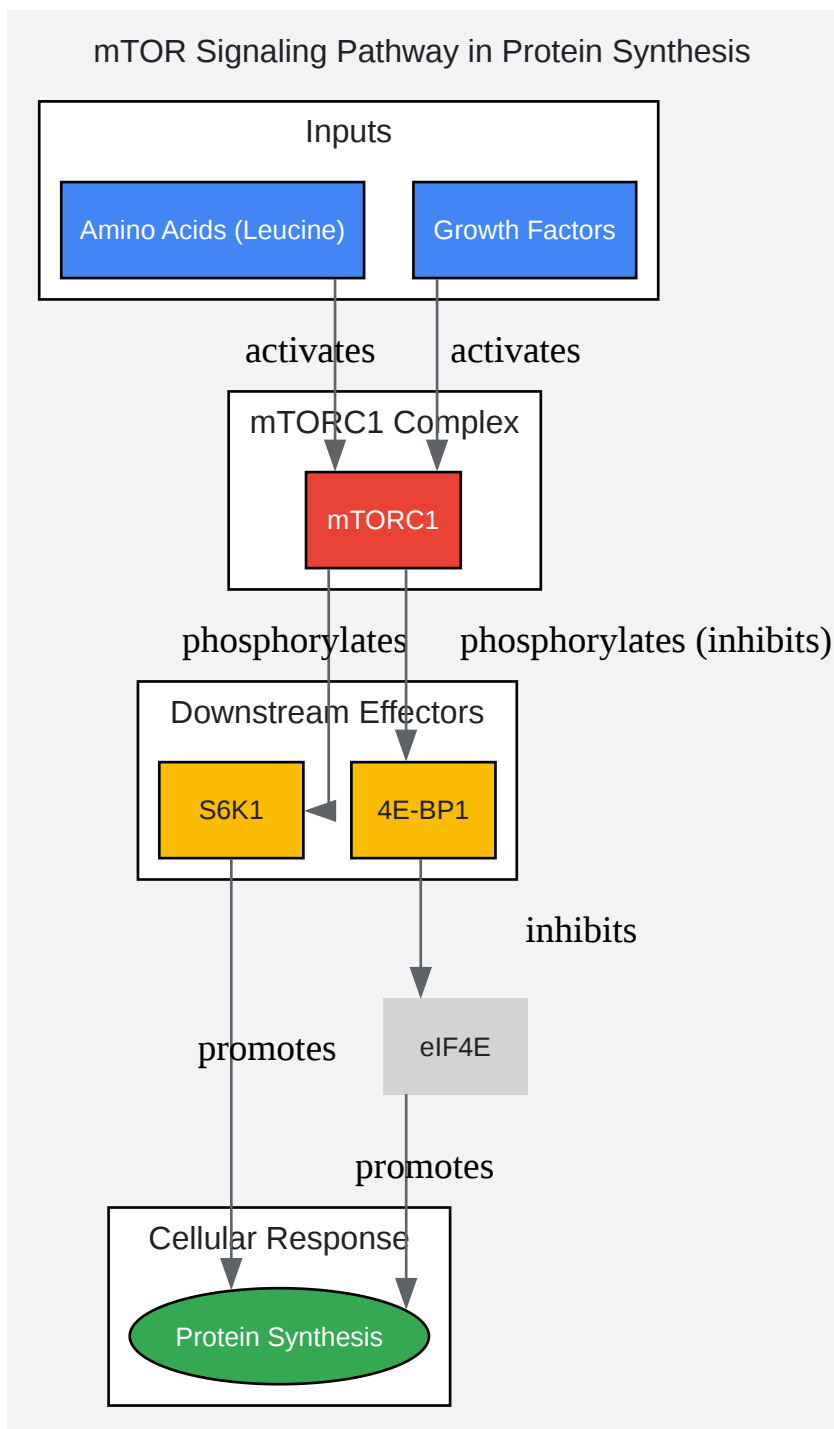 mTOR Signaling Pathway in Protein Synthesis
Inputs
Amino Acids (Leucine)
Growth Factors
activates
activates
mTORC1 Complex
mTORC1
phosphorylates
phosphorylates (inhibits)
Downstream Effectors
S6K1
4E-BP1
inhibits
promotes
eIF4E
promotes
Cellular Response
Protein Synthesis